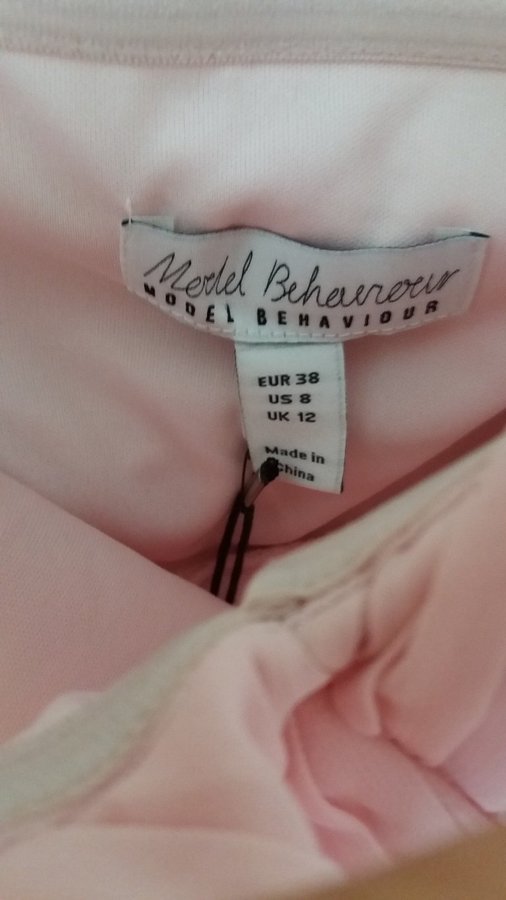 Model Behaviour
MODEL BEHAVIOUR
EUR 38
US 8
UK 12
Made in
China